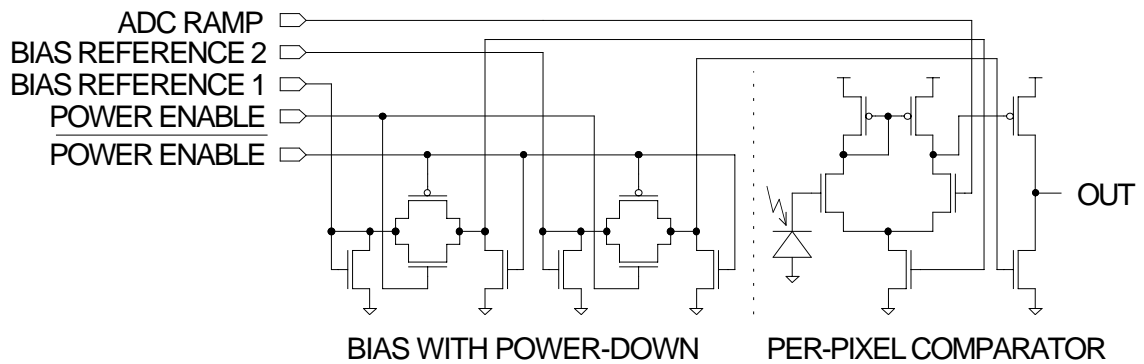 ADC RAMP
BIAS REFERENCE 2
BIAS REFERENCE 1
POWER ENABLE
POWER ENABLE
OUT
BIAS WITH POWER-DOWN
PER-PIXEL COMPARATOR